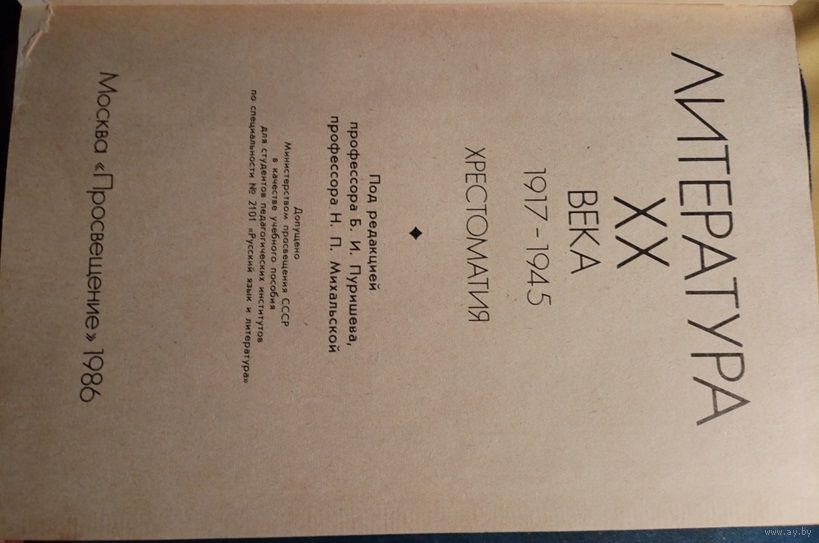 ЛИТЕРАТУРА
XX
ВЕКА
1917-1945
ХРЕСТОМАТИЯ
Под редакцией
профессора Б. И. Пуришева,
профессора Н. П. Михальской
Допущено
Министерством просвещения СССР
в качестве учебного пособия
для студентов педагогических институтов
по специальности № 2101 «Русский язык и литература»
Москва «Просвещение» 1986
www.ay.by